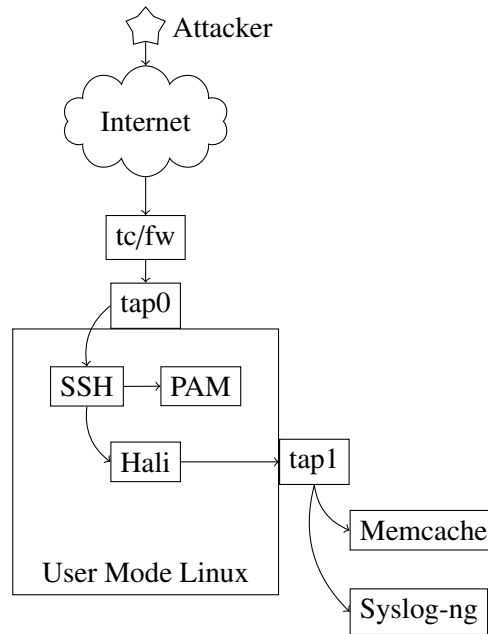 Attacker
Internet
tc/fw
tap0
SSH
PAM
Hali
tap1
Memcache
User Mode Linux
Syslog-ng